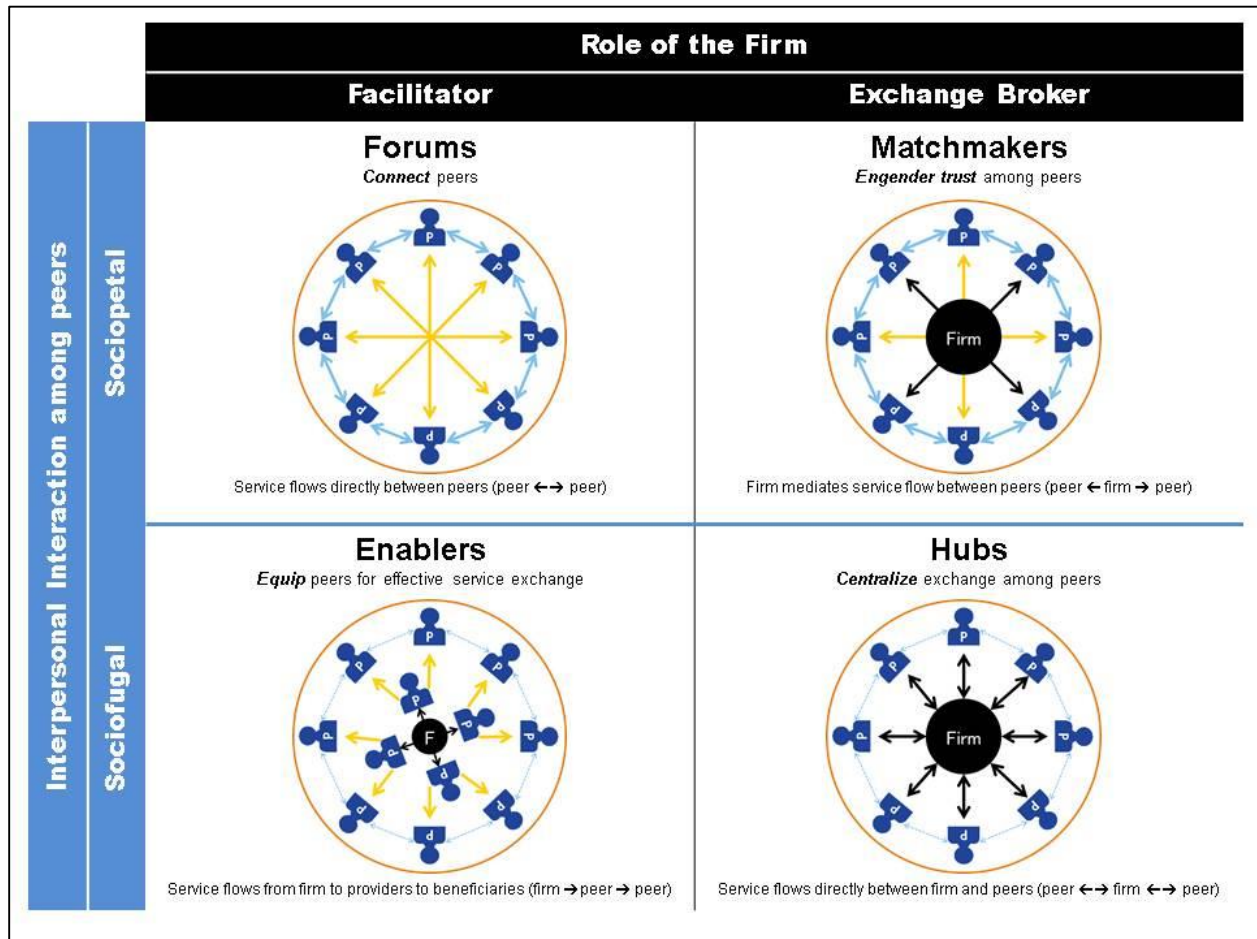 Role of the Firm
Facilitator
Exchange Broker
Interpersonal Interaction among peers
Sociopetal
Forums
Connect peers
P
P
P
P
P
P
P
P
Service flows directly between peers (peer ←→ peer)
Matchmakers
Engender trust among peers
P
P
P
P
Firm
P
P
P
P
Firm mediates service flow between peers (peer ← firm → peer)
Sociofugal
Enablers
Equip peers for effective service exchange
P
P
P
P
P
P
F
P
P
P
P
P
P
Service flows from firm to providers to beneficiaries (firm → peer → peer)
Hubs
Centralize exchange among peers
P
P
P
P
Firm
P
P
P
P
Service flows directly between firm and peers (peer ←→ firm ←→ peer)